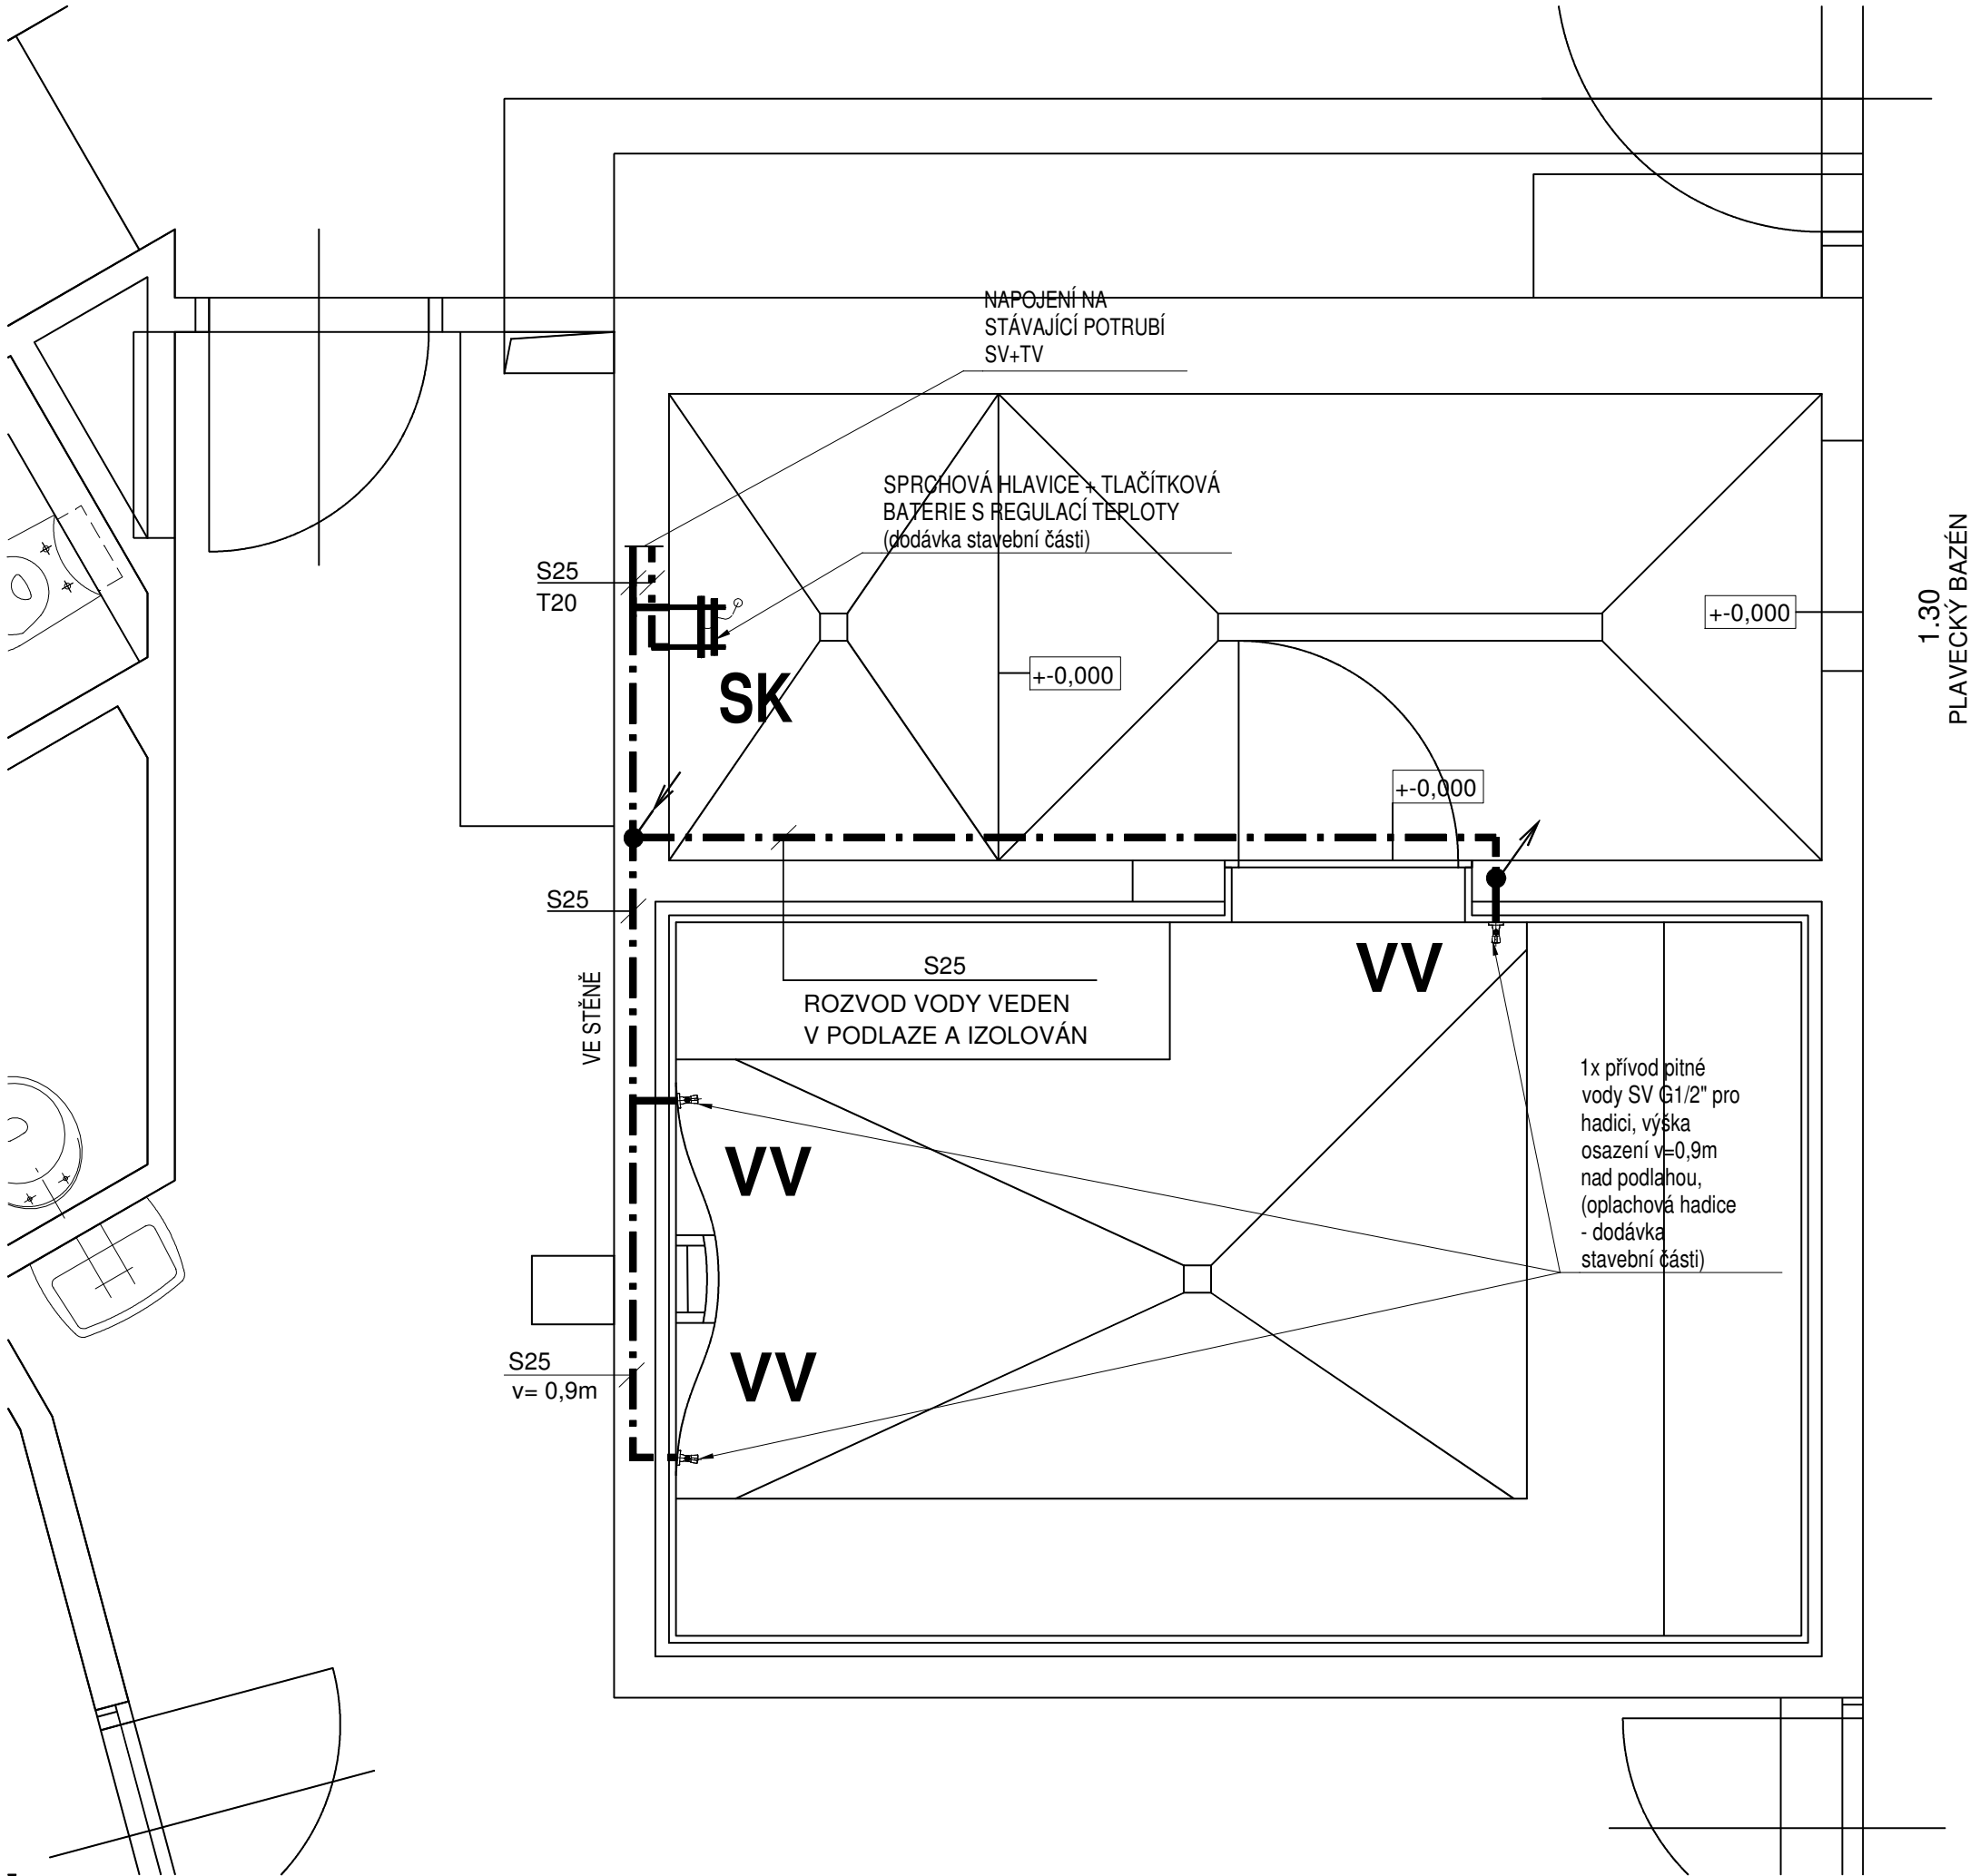 NAPOJENÍ NA
STÁVAJÍCÍ POTRUBÍ
SV+TV
SPRCHOVÁ HLAVICE + TLAČÍTKOVÁ
BATERIE S REGULACÍ TEPLOTY
(dodávka stavební části)
S25
T20
SK
+-0,000
+-0,000
+-0,000
1.30
PLAVECKÝ BAZÉN
S25
VE STĚNĚ
S25
ROZVOD VODY VEDEN
V PODLAZE A IZOLOVÁN
VV
1x přívod pitné
vody SV G1/2" pro
hadici, výška
osazení v=0,9m
nad podlahou,
(oplachová hadice
- dodávka
stavební části)
VV
VV
S25
v= 0,9m